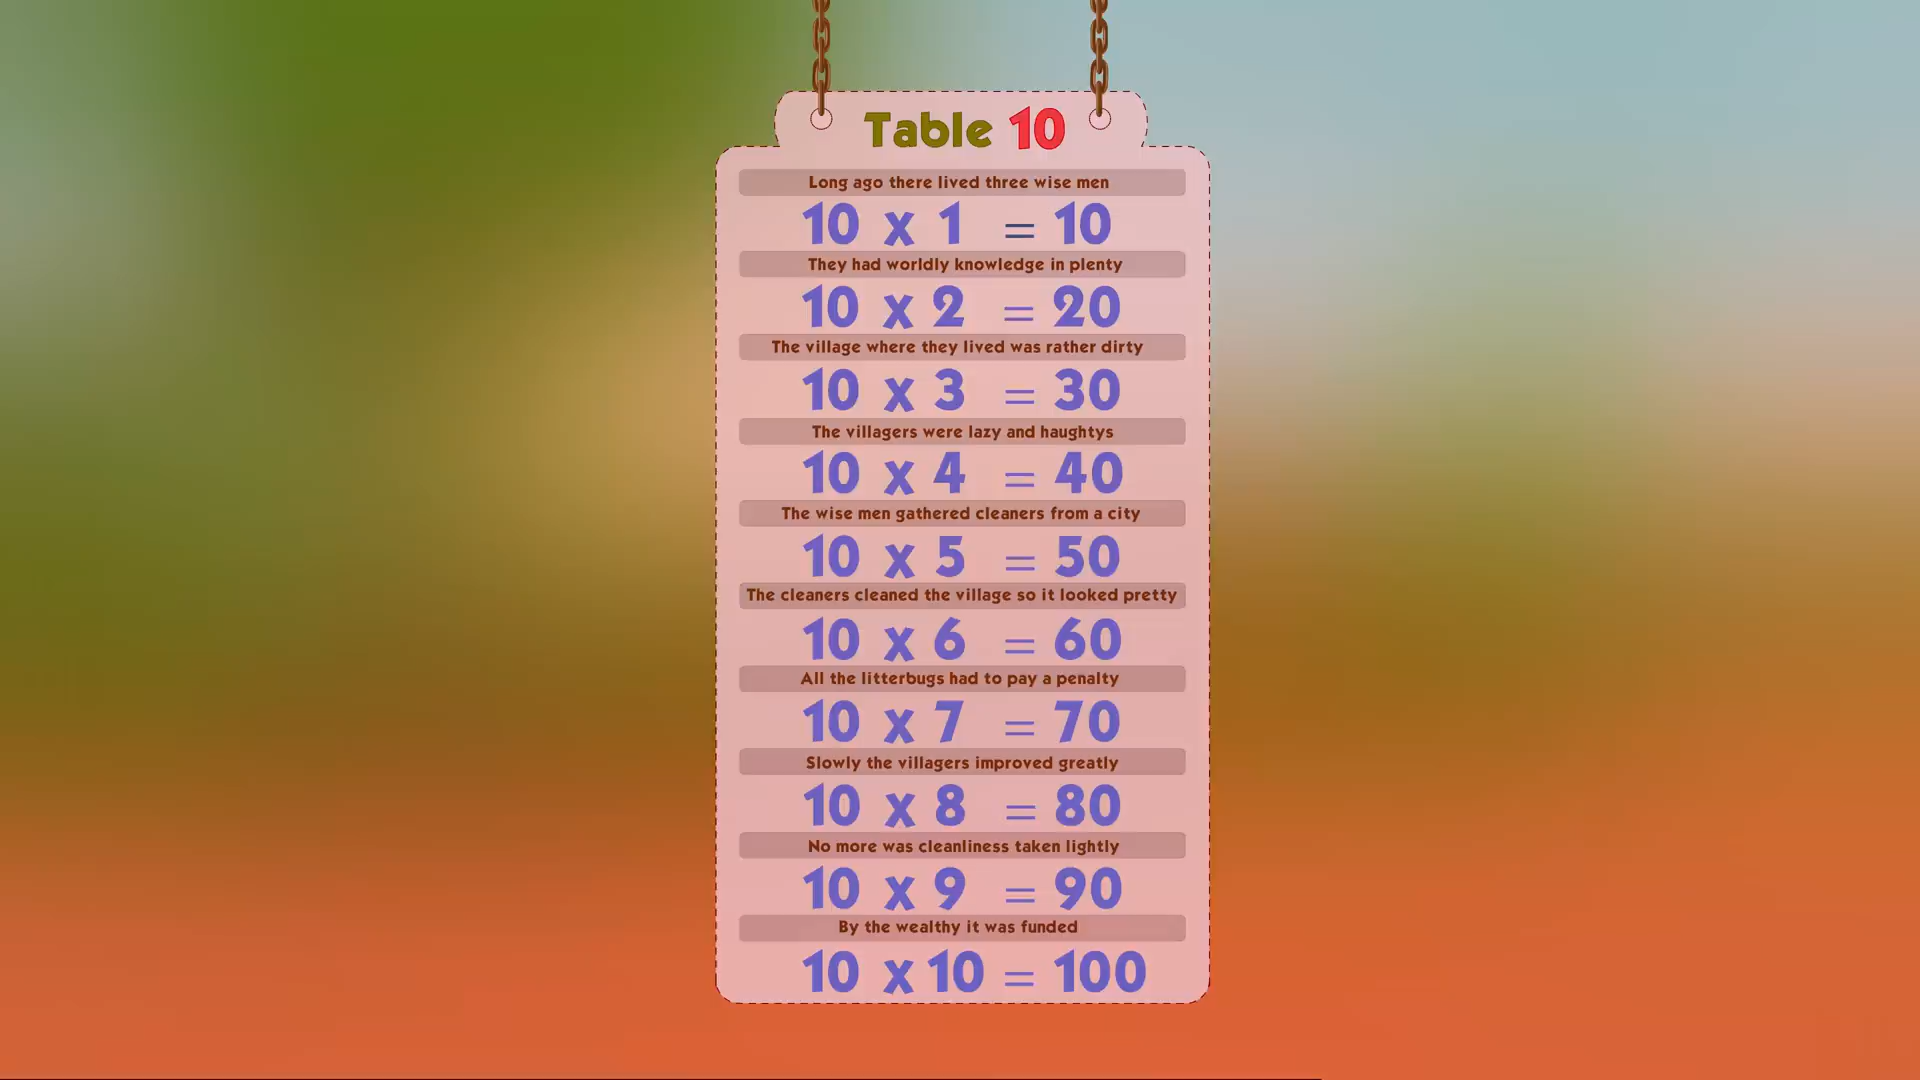 Table 10
Long ago there lived three wise men
10 x 1 = 10
They had worldly knowledge in plenty
10 x 2 = 20
The village where they lived was rather dirty
10 x 3 = 30
The villagers were lazy and haughtys
10 x 4 = 40
The wise men gathered cleaners from a city
10 x 5 = 50
The cleaners cleaned the village so it looked pretty
10 x 6 = 60
All the litterbugs had to pay a penalty
10 x 7 = 70
Slowly the villagers improved greatly
10 x 8 = 80
No more was cleanliness taken lightly
10 x 9 = 90
By the wealthy it was funded
10 x 10 = 100